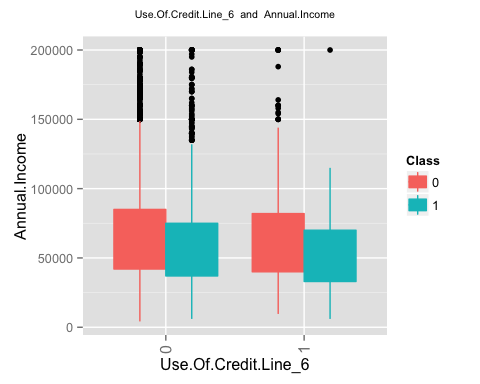 Use.Of.Credit.Line_6 and Annual.Income
200000
150000
100000
50000
0
Annual.Income
0
1
Use.Of.Credit.Line_6
Class
0
1